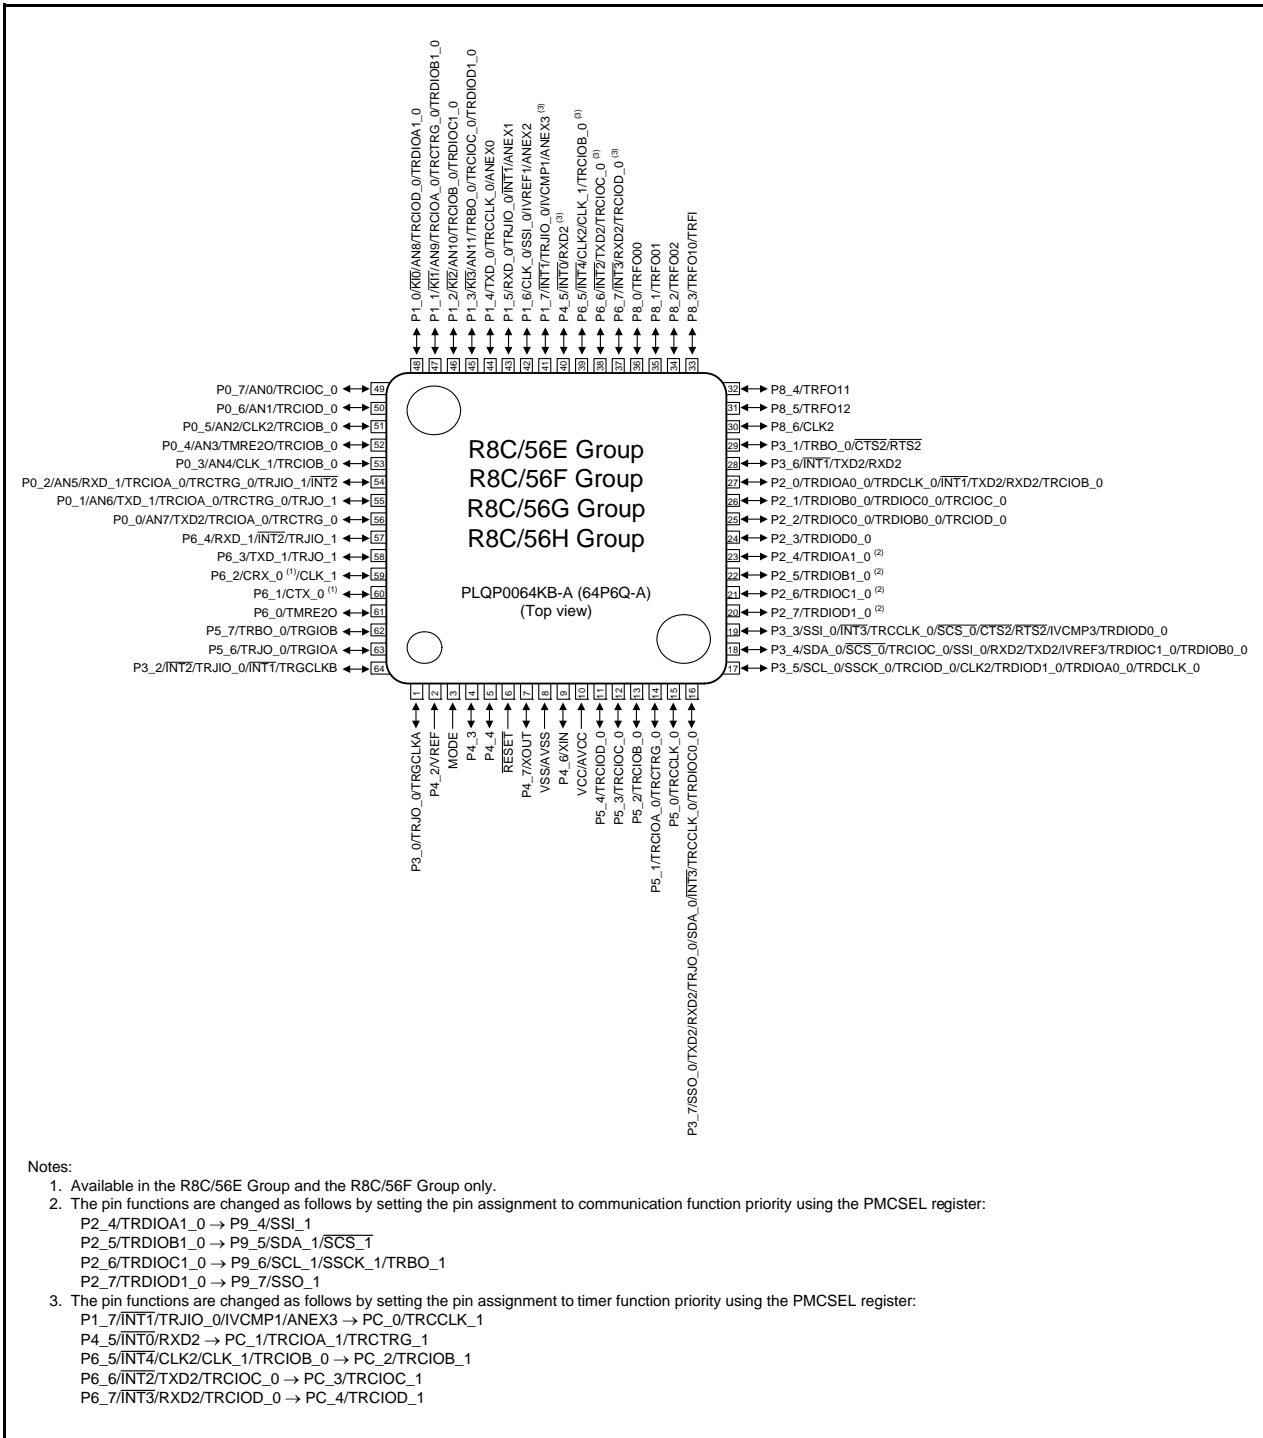 P1_0/KI0/AN8/TRCIOD_0/TRDIOA1_0
P1_1/KI1/AN9/TRCIOA_0/TRCTRG_0/TRDIOB1_0
P1_2/KI2/AN10/TRCIOB_0/TRDIOC1_0
P1_3/KI3/AN11/TRBO_0/TRCIOC_0/TRDIOD1_0
P1_4/TXD_0/TRCCLK_0/ANEX0
P1_5/RXD_0/TRJIO_0/INT1/ANEX1
P1_6/CLK_0/SSI_0/IVREF1/ANEX2
P1_7/INT1/TRJIO_0/IVCMP1/ANEX3 (3)
P4_5/INT0/RXD2 (3)
P6_5/INT4/CLK2/CLK_1/TRCIOB_0 (3)
P6_6/INT2/TXD2/TRCIOC_0 (3)
P6_7/INT3/RXD2/TRCIOD_0 (3)
P8_0/TRFO00
P8_1/TRFO01
P8_2/TRFO02
P8_3/TRFO10/TRFI
48 47 46 45 44 43 42 41 40 39 38 37 36 35 34 33
P0_7/AN0/TRCIOC_0 49
P0_6/AN1/TRCIOD_0 50
P0_5/AN2/CLK2/TRCIOB_0 51
P0_4/AN3/TMRE2O/TRCIOB_0 52
P0_3/AN4/CLK_1/TRCIOB_0 53
P0_2/AN5/RXD_1/TRCIOA_0/TRCTRG_0/TRJIO_1/INT2 54
P0_1/AN6/TXD_1/TRCIOA_0/TRCTRG_0/TRJO_1 55
P0_0/AN7/TXD2/TRCIOA_0/TRCTRG_0 56
P6_4/RXD_1/INT2/TRJIO_1 57
P6_3/TXD_1/TRJO_1 58
P6_2/CRX_0 (1)/CLK_1 59
P6_1/CTX_0 (1) 60
P6_0/TMRE2O 61
P5_7/TRBO_0/TRGIOB 62
P5_6/TRJO_0/TRGIOA 63
P3_2/INT2/TRJIO_0/INT1/TRGCLKB 64
R8C/56E Group
R8C/56F Group
R8C/56G Group
R8C/56H Group
PLQP0064KB-A (64P6Q-A)
(Top view)
32 P8_4/TRFO11
31 P8_5/TRFO12
30 P8_6/CLK2
29 P3_1/TRBO_0/CTS2/RTS2
28 P3_6/INT1/TXD2/RXD2
27 P2_0/TRDIOA0_0/TRDCLK_0/INT1/TXD2/RXD2/TRCIOB_0
26 P2_1/TRDIOB0_0/TRDIOC0_0/TRCIOC_0
25 P2_2/TRDIOC0_0/TRDIOB0_0/TRCIOD_0
24 P2_3/TRDIOD0_0
23 P2_4/TRDIOA1_0 (2)
22 P2_5/TRDIOB1_0 (2)
21 P2_6/TRDIOC1_0 (2)
20 P2_7/TRDIOD1_0 (2)
19 P3_3/SSI_0/INT3/TRCCLK_0/SCS_0/CTS2/RTS2/IVCMP3/TRDIOD0_0
18 P3_4/SDA_0/SCS_0/TRCIOC_0/SSI_0/RXD2/TXD2/IVREF3/TRDIOC1_0/TRDIOB0_0
17 P3_5/SCL_0/SSCK_0/TRCIOD_0/CLK2/TRDIOD1_0/TRDIOA0_0/TRDCLK_0
1 2 3 4 5 6 7 8 9 10 11 12 13 14 15 16
P3_0/TRJO_0/TRGCLKA
P4_2/VREF
MODE
P4_3
P4_4
RESET
P4_7/XOUT
VSS/AVSS
P4_6/XIN
VCC/AVCC
P5_4/TRCIOD_0
P5_3/TRCIOC_0
P5_2/TRCIOB_0
P5_1/TRCIOA_0/TRCTRG_0
P5_0/TRCCLK_0
P3_7/SSO_0/TXD2/RXD2/TRJO_0/SDA_0/INT3/TRCCLK_0/TRDIOC0_0
Notes:
1. Available in the R8C/56E Group and the R8C/56F Group only.
2. The pin functions are changed as follows by setting the pin assignment to communication function priority using the PMCSEL register:
P2_4/TRDIOA1_0 → P9_4/SSI_1
P2_5/TRDIOB1_0 → P9_5/SDA_1/SCS_1
P2_6/TRDIOC1_0 → P9_6/SCL_1/SSCK_1/TRBO_1
P2_7/TRDIOD1_0 → P9_7/SSO_1
3. The pin functions are changed as follows by setting the pin assignment to timer function priority using the PMCSEL register:
P1_7/INT1/TRJIO_0/IVCMP1/ANEX3 → PC_0/TRCCLK_1
P4_5/INT0/RXD2 → PC_1/TRCIOA_1/TRCTRG_1
P6_5/INT4/CLK2/CLK_1/TRCIOB_0 → PC_2/TRCIOB_1
P6_6/INT2/TXD2/TRCIOC_0 → PC_3/TRCIOC_1
P6_7/INT3/RXD2/TRCIOD_0 → PC_4/TRCIOD_1